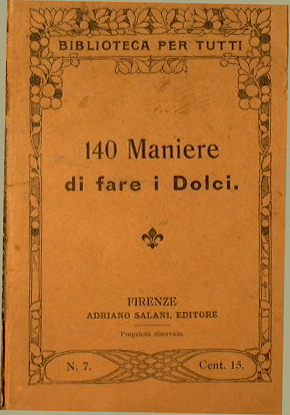 BIBLIOTECA PER TUTTI
140 Maniere
di fare i Dolci.
FIRENZE
ADRIANO SALANI, EDITORE
Proprietà riservata.
N. 7.
Cent. 15.